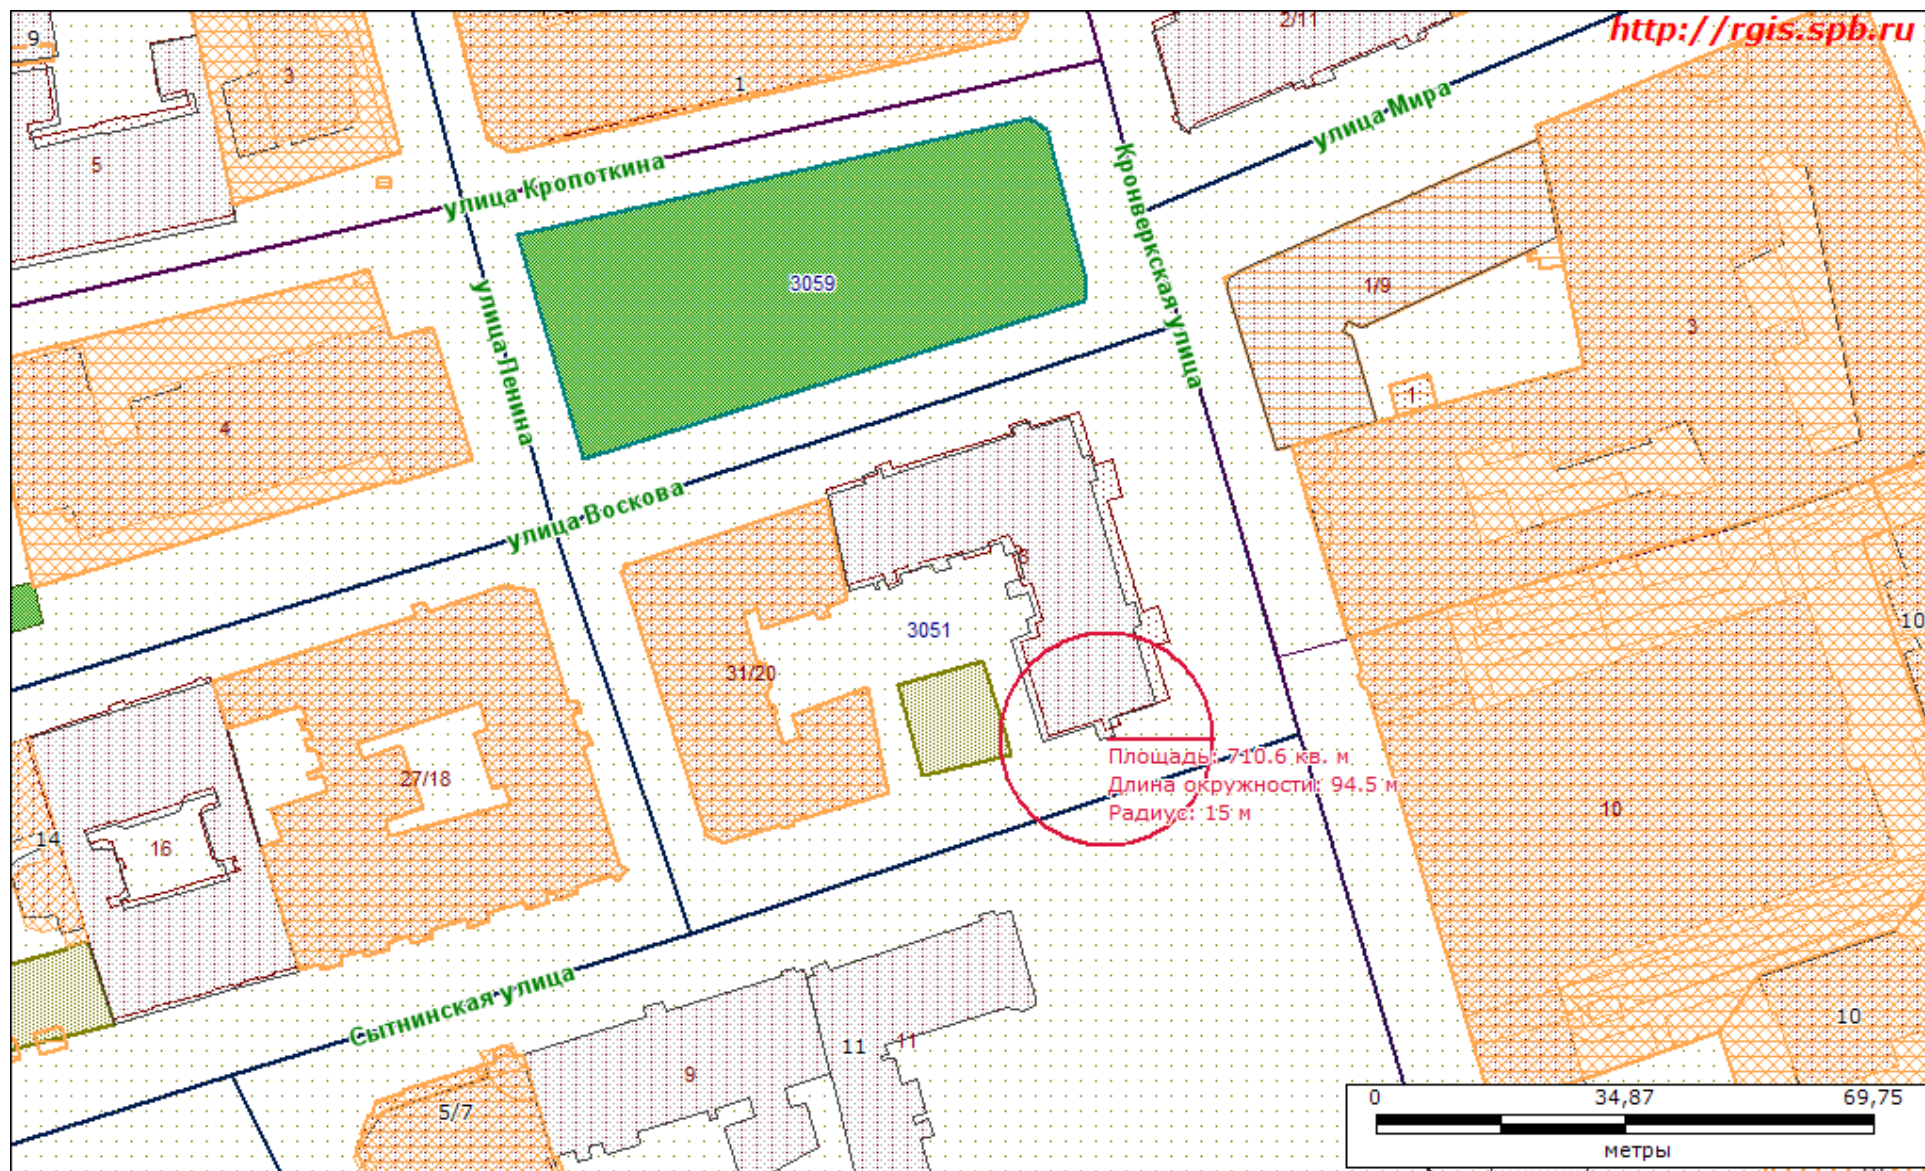 http://rgis.spb.ru
2/11
9
3
1
5
улица Мира
улица Кропоткина
Кронверкская улица
3059
1/9
3
улица Ленина
1
4
улица Воскова
3051
10
31/20
Площадь: 710.6 кв. м
Длина окружности: 94.5 м
Радиус: 15 м
27/18
10
14
16
Сытнинская улица
10
11
11
9
5/7
0 34,87 69,75
метры